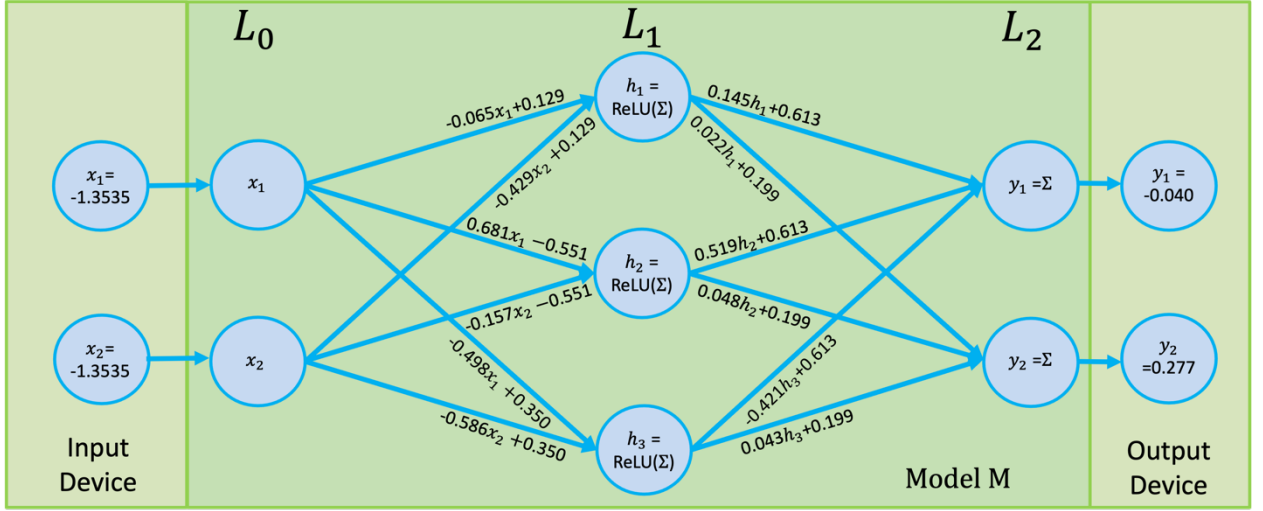 L₀
L₁
L₂
x₁=
-1.3535
x₁
-0.065x₁+0.129
-0.429x₂ +0.129
h₁ =
ReLU(Σ)
0.145h₁+0.613
0.022h₁+0.199
y₁ =Σ
y₁ =
-0.040
0.681x₁ −0.551
-0.157x₂ −0.551
h₂ =
ReLU(Σ)
0.519h₂+0.613
0.048h₂+0.199
x₂=
-1.3535
x₂
-0.498x₁ +0.350
-0.586x₂ +0.350
h₃ =
ReLU(Σ)
-0.421h₃+0.613
0.043h₃+0.199
y₂ =Σ
y₂
=0.277
Input
Device
Model M
Output
Device